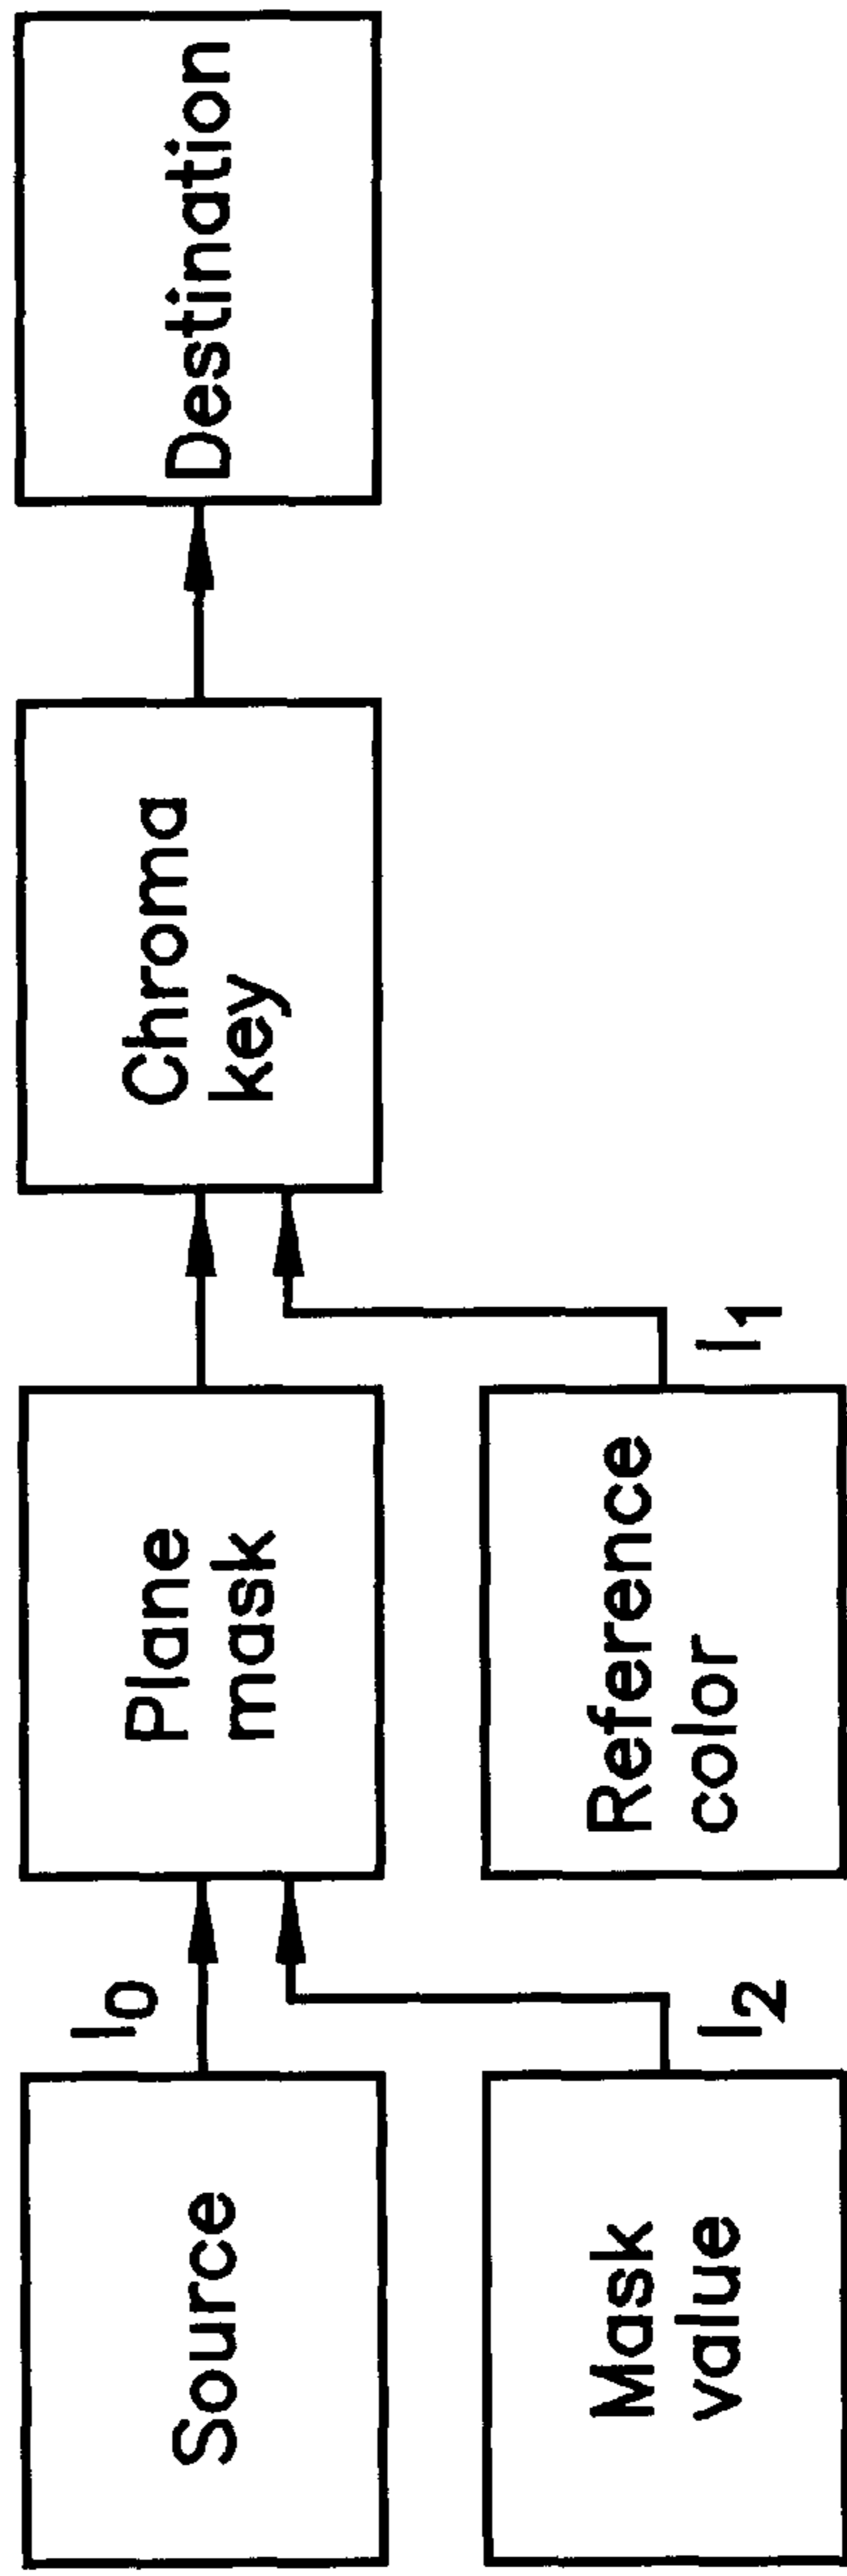 Source
I0
Plane
mask
Chroma
key
Destination
Mask
value
I2
Reference
color
I1